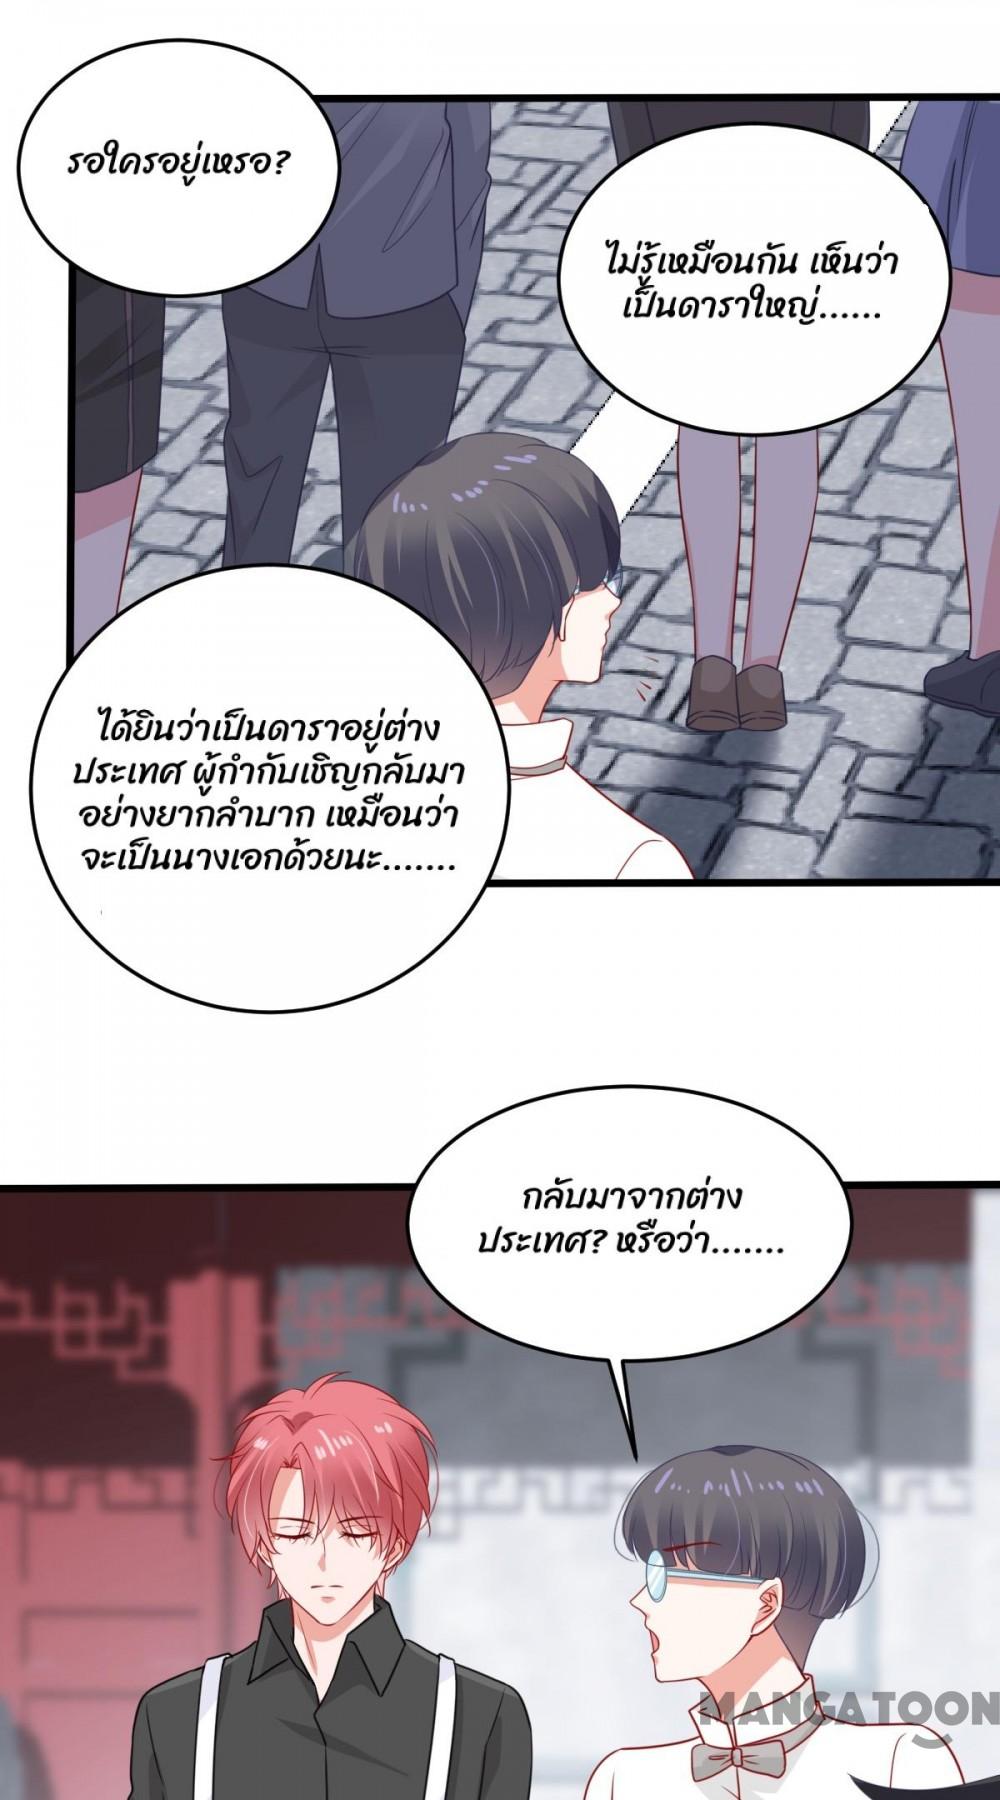 รอใครอยู่เหรอ?
ไม่รู้เหมือนกัน เห็นว่า
เป็นดาราใหญ่......
ได้ยินว่าเป็นดาราอยู่ต่าง
ประเทศ ผู้กำกับเชิญกลับมา
อย่างยากลำบาก เหมือนว่า
จะเป็นนางเอกด้วยนะ.......
กลับมาจากต่าง
ประเทศ? หรือว่า.......
MANGATOON